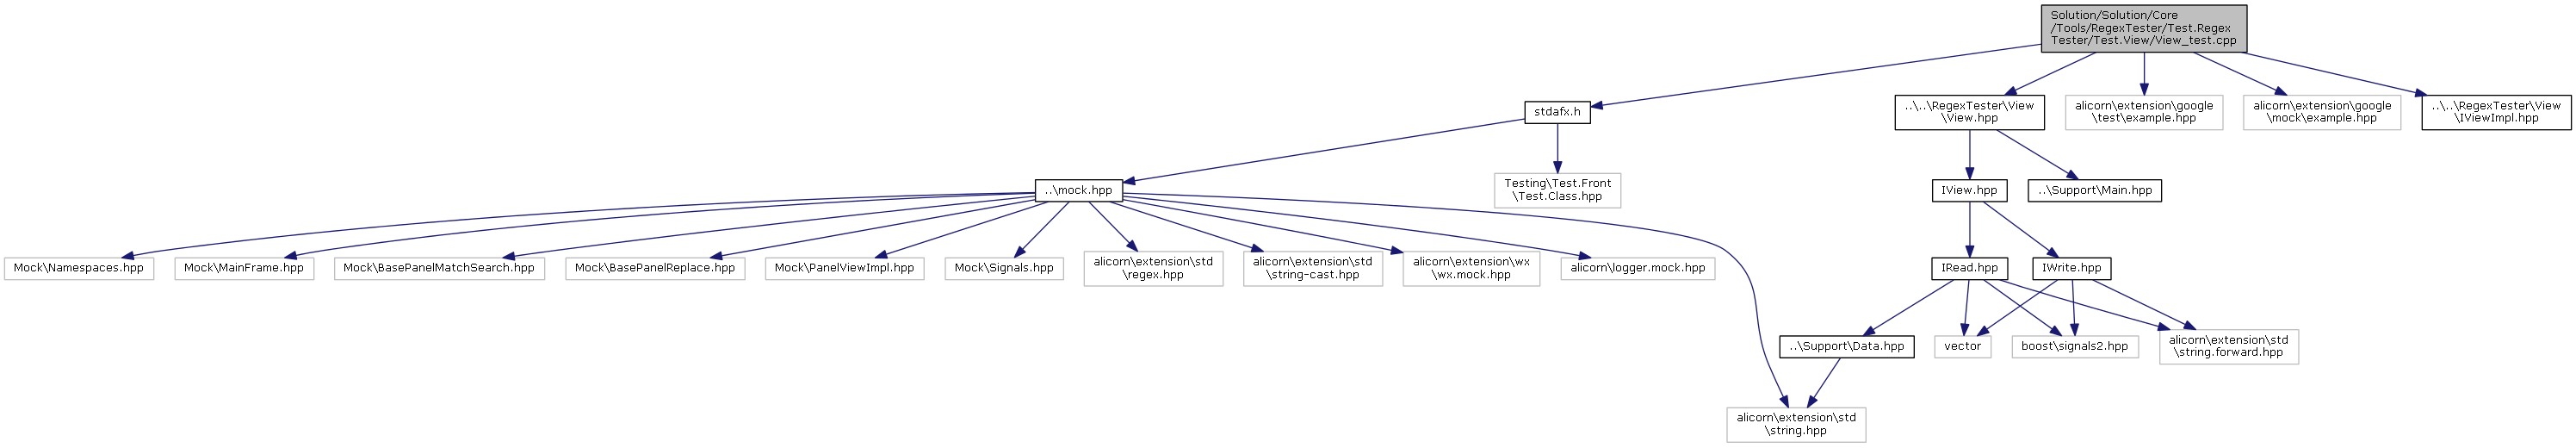 Solution/Solution/Core
/Tools/RegexTester/Test.Regex
Tester/Test.View/View_test.cpp
stdafx.h
..\..\RegexTester\View
\View.hpp
alicorn\extension\google
\test\example.hpp
alicorn\extension\google
\mock\example.hpp
..\..\RegexTester\View
\IViewImpl.hpp
..\mock.hpp
Testing\Test.Front
\Test.Class.hpp
IView.hpp
..\Support\Main.hpp
Mock\Namespaces.hpp
Mock\MainFrame.hpp
Mock\BasePanelMatchSearch.hpp
Mock\BasePanelReplace.hpp
Mock\PanelViewImpl.hpp
Mock\Signals.hpp
alicorn\extension\std
\regex.hpp
alicorn\extension\std
\string-cast.hpp
alicorn\extension\wx
\wx.mock.hpp
alicorn\logger.mock.hpp
IRead.hpp
IWrite.hpp
..\Support\Data.hpp
vector
boost\signals2.hpp
alicorn\extension\std
\string.forward.hpp
alicorn\extension\std
\string.hpp